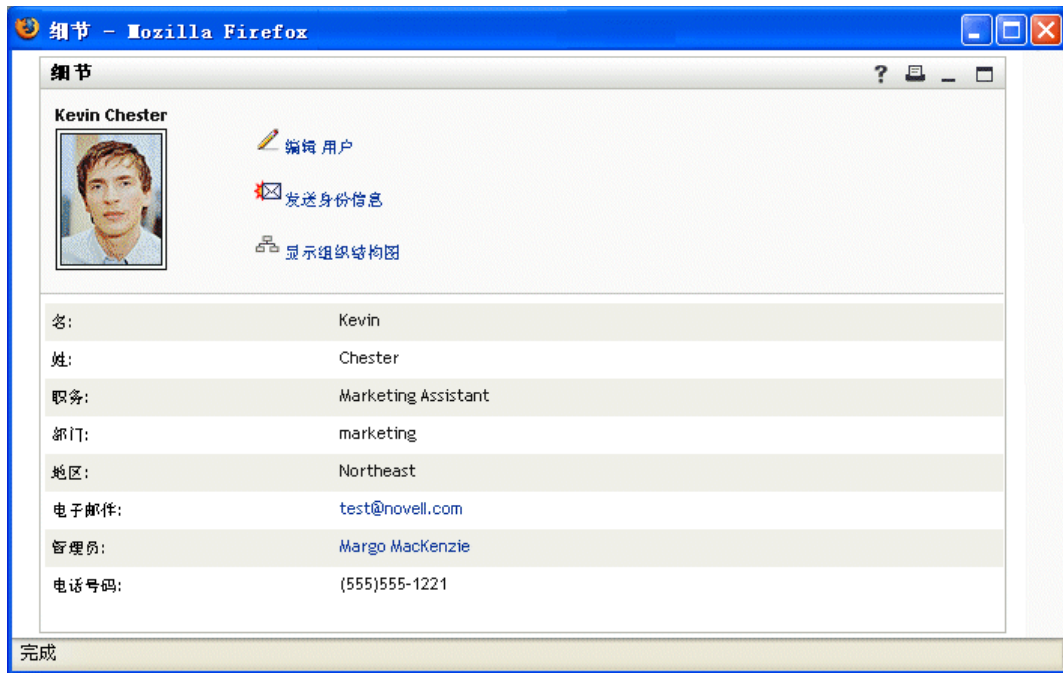 细节 - Mozilla Firefox
细节
?
Kevin Chester
编辑 用户
发送身份信息
显示组织结构图
名: Kevin
姓: Chester
职务: Marketing Assistant
部门: marketing
地区: Northeast
电子邮件: test@novell.com
管理员: Margo MacKenzie
电话号码: (555)555-1221
完成